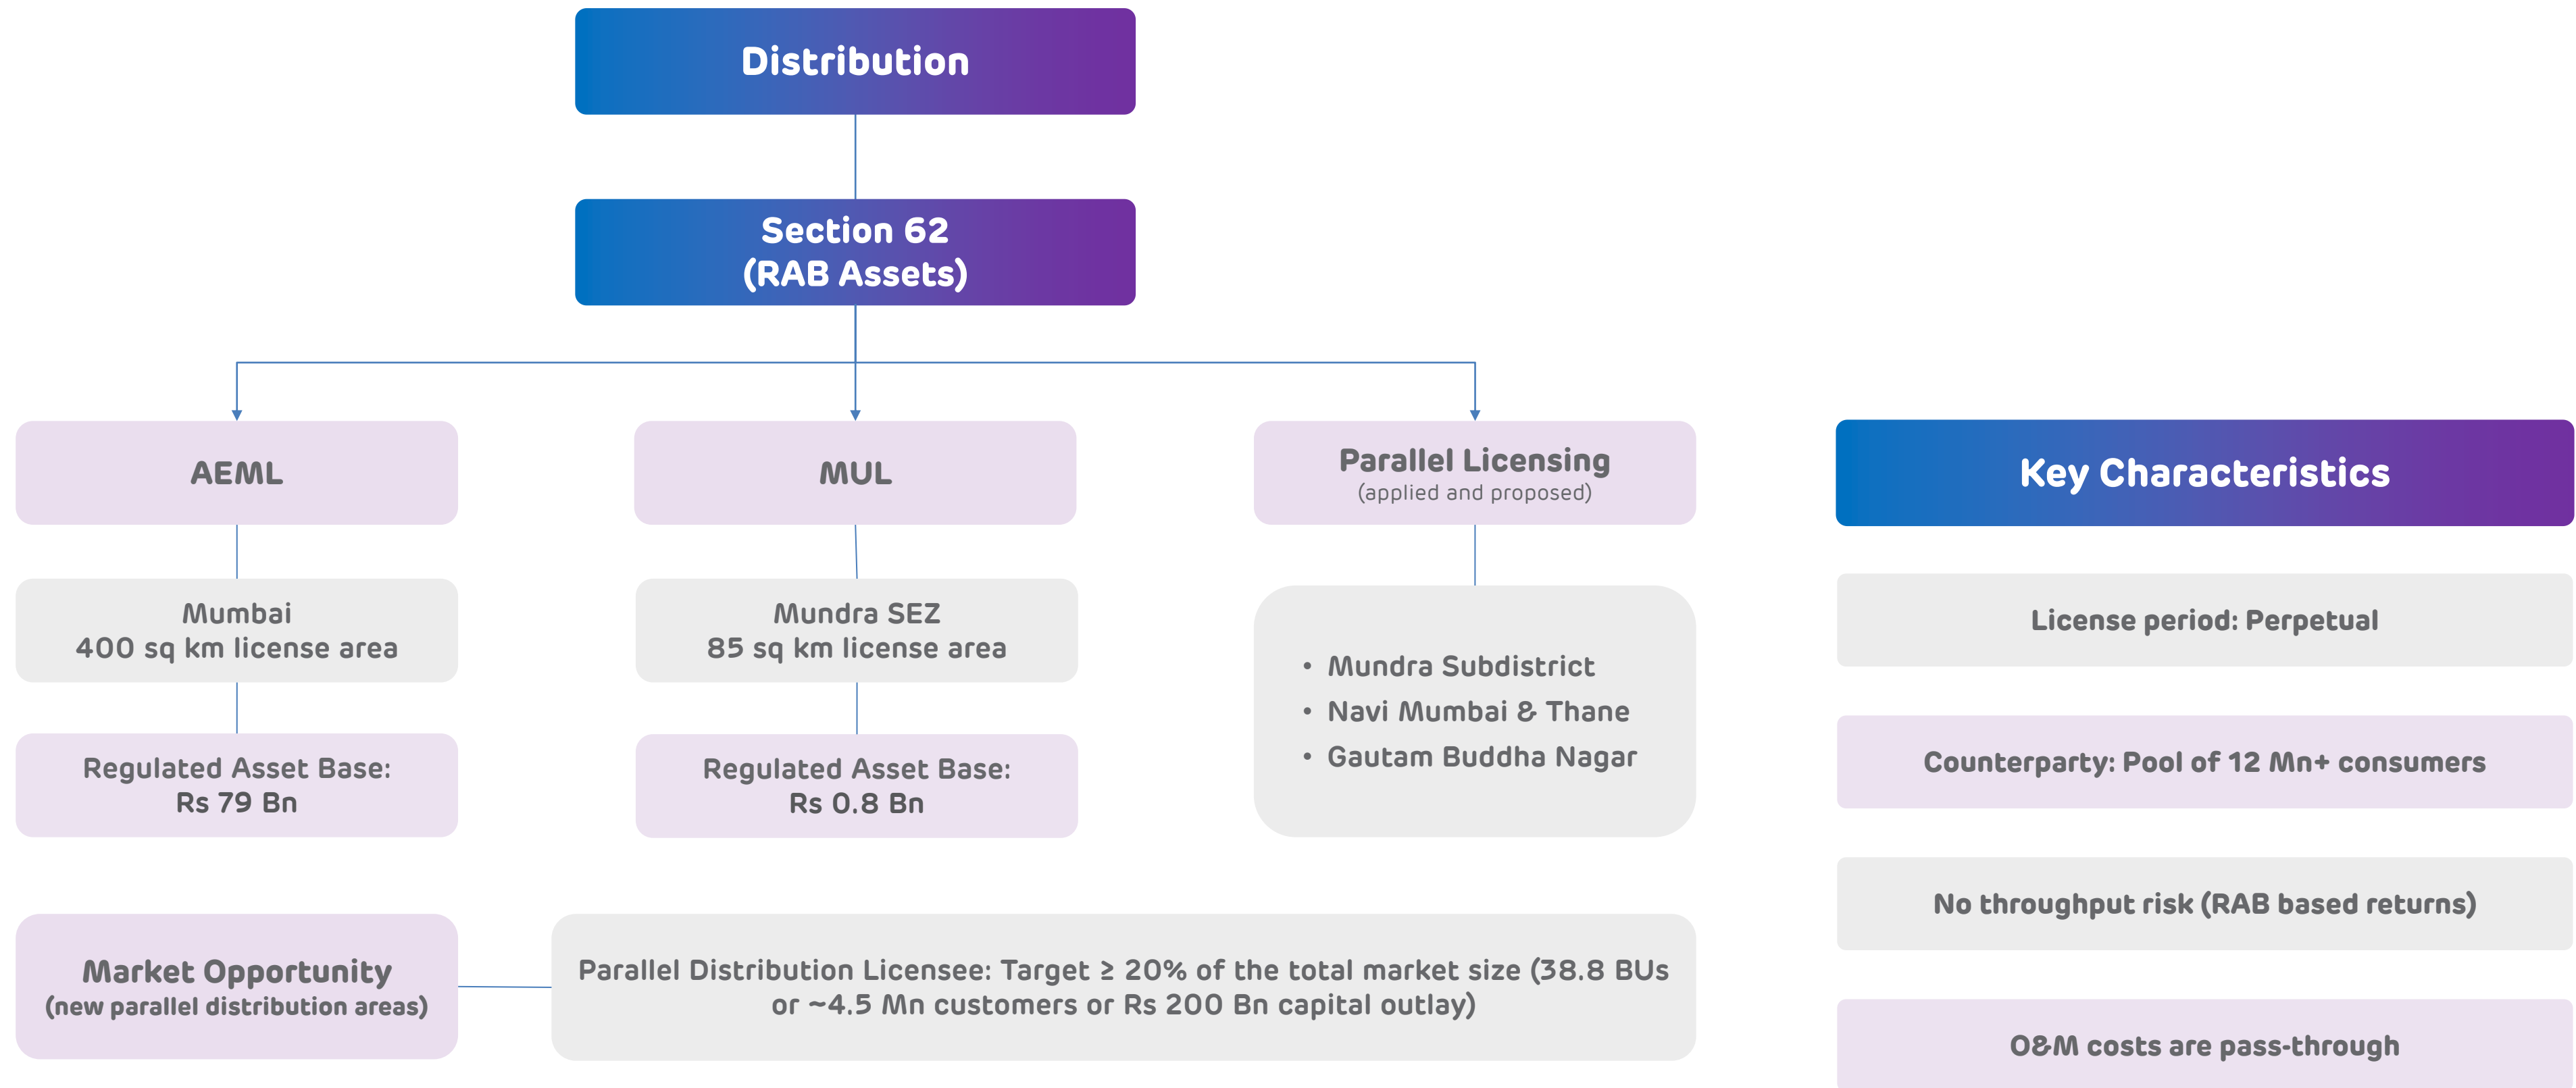 Distribution
Section 62
(RAB Assets)
AEML
MUL
Parallel Licensing
(applied and proposed)
Mumbai
400 sq km license area
Mundra SEZ
85 sq km license area
• Mundra Subdistrict
• Navi Mumbai & Thane
• Gautam Buddha Nagar
Regulated Asset Base:
Rs 79 Bn
Regulated Asset Base:
Rs 0.8 Bn
Market Opportunity
(new parallel distribution areas)
Parallel Distribution Licensee: Target ≥ 20% of the total market size (38.8 BUs
or ~4.5 Mn customers or Rs 200 Bn capital outlay)
Key Characteristics
License period: Perpetual
Counterparty: Pool of 12 Mn+ consumers
No throughput risk (RAB based returns)
O&M costs are pass-through